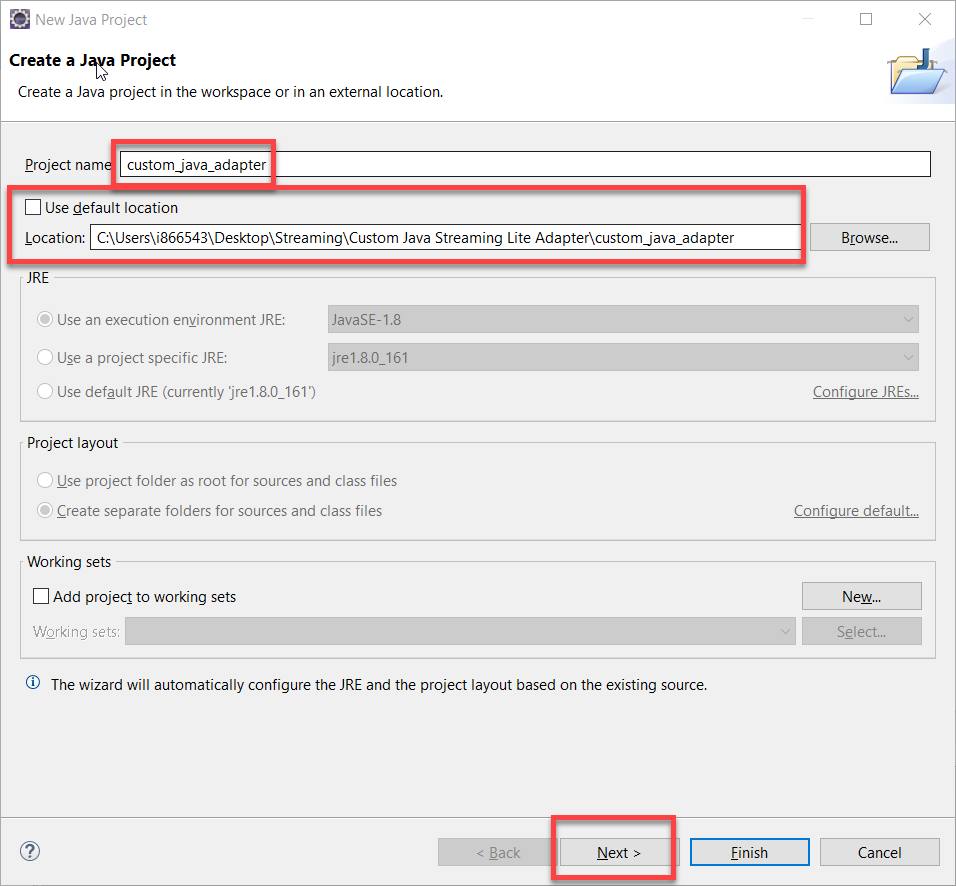 New Java Project
Create a Java Project
Create a Java project in the workspace or in an external location.
Project name custom_java_adapter
Use default location
Location: C:\Users\i866543\Desktop\Streaming\Custom Java Streaming Lite Adapter\custom_java_adapter Browse...
JRE
Use an execution environment JRE: JavaSE-1.8
Use a project specific JRE: jre1.8.0_161
Use default JRE (currently 'jre1.8.0_161') Configure JREs...
Project layout
Use project folder as root for sources and class files
Create separate folders for sources and class files Configure default...
Working sets
Add project to working sets New...
Working sets: Select...
The wizard will automatically configure the JRE and the project layout based on the existing source.
? < Back Next > Finish Cancel